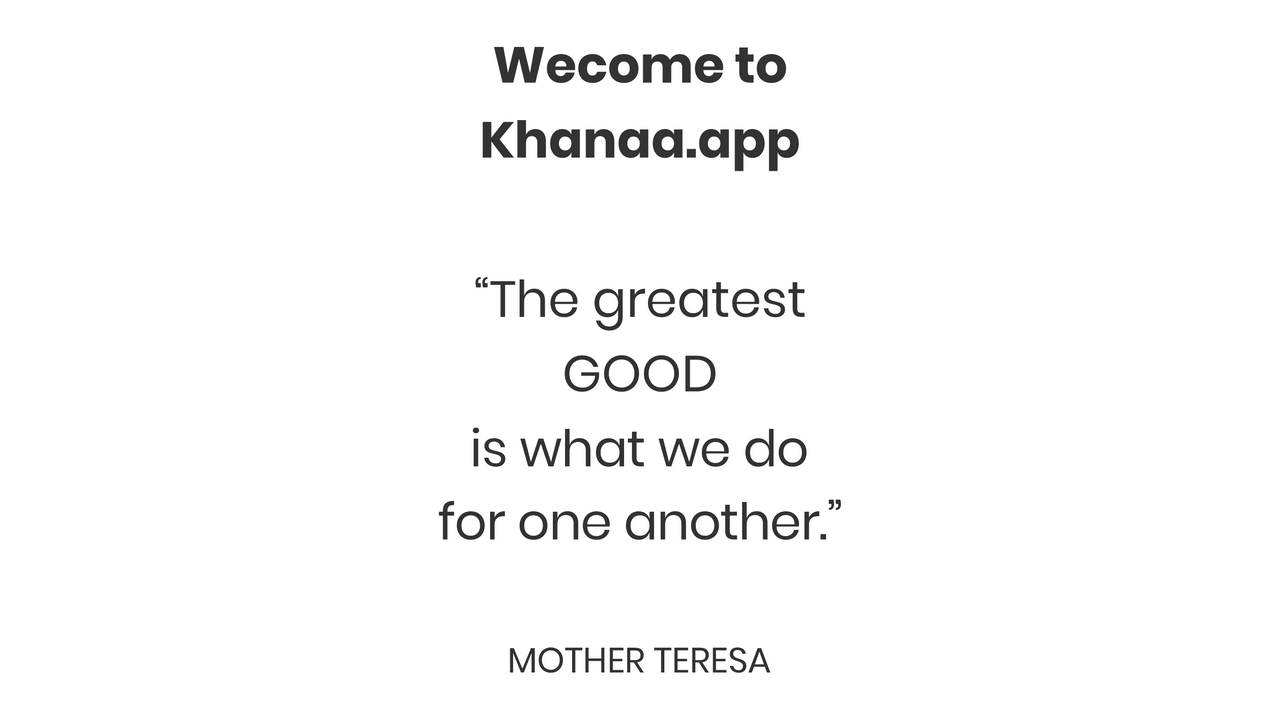 Wecome to
Khanaa.app
“The greatest
GOOD
is what we do
for one another.”
MOTHER TERESA